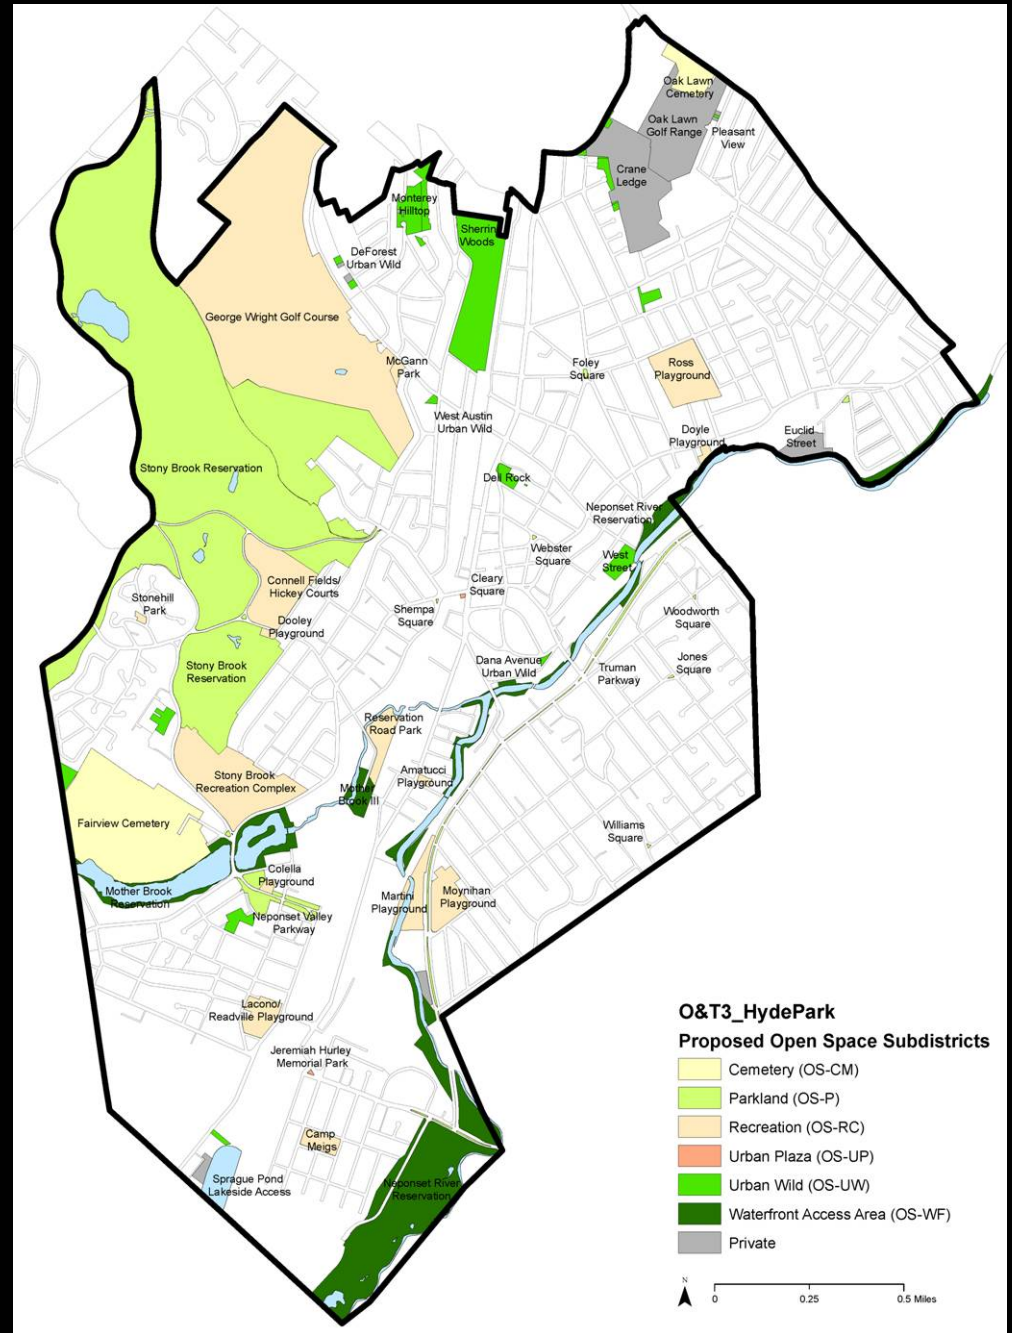 Oak Lawn
Cemetery
Oak Lawn
Golf Range
Pleasant
View
Crane
Ledge
Monterey
Hilltop
Sherrin
Woods
DeForest
Urban Wild
George Wright Golf Course
McGann
Park
Foley
Square
Ross
Playground
West Austin
Urban Wild
Doyle
Playground
Euclid
Street
Stony Brook Reservation
Dell Rock
Neponset River
Reservation
Webster
Square
West
Street
Connell Fields/
Hickey Courts
Cleary
Square
Stonehill
Park
Shempa
Square
Woodworth
Square
Dooley
Playground
Stony Brook
Reservation
Dana Avenue
Urban Wild
Truman
Parkway
Jones
Square
Reservation
Road Park
Stony Brook
Recreation Complex
Amatucci
Playground
Mother
Brook III
Fairview Cemetery
Williams
Square
Colella
Playground
Mother Brook
Reservation
Martini
Playground
Moynihan
Playground
Neponset Valley
Parkway
Lacono/
Readville Playground
Jeremiah Hurley
Memorial Park
Camp
Meigs
Sprague Pond
Lakeside Access
Neponset River
Reservation
O&T3_HydePark
Proposed Open Space Subdistricts
Cemetery (OS-CM)
Parkland (OS-P)
Recreation (OS-RC)
Urban Plaza (OS-UP)
Urban Wild (OS-UW)
Waterfront Access Area (OS-WF)
Private
N
0 0.25 0.5 Miles